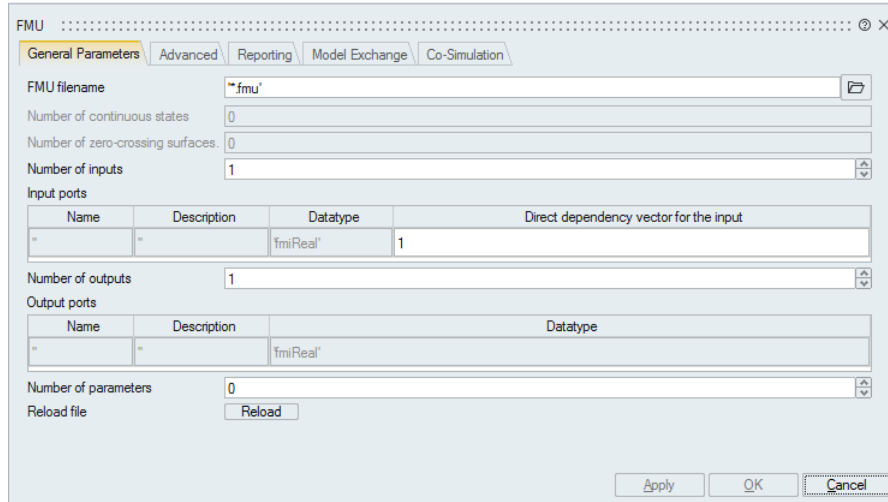 FMU
General Parameters Advanced Reporting Model Exchange Co-Simulation
FMU filename '*.fmu'
Number of continuous states 0
Number of zero-crossing surfaces. 0
Number of inputs 1
Input ports
Name Description Datatype Direct dependency vector for the input
'' '' 'fmiReal' 1
Number of outputs 1
Output ports
Name Description Datatype
'' '' 'fmiReal'
Number of parameters 0
Reload file Reload
Apply OK Cancel